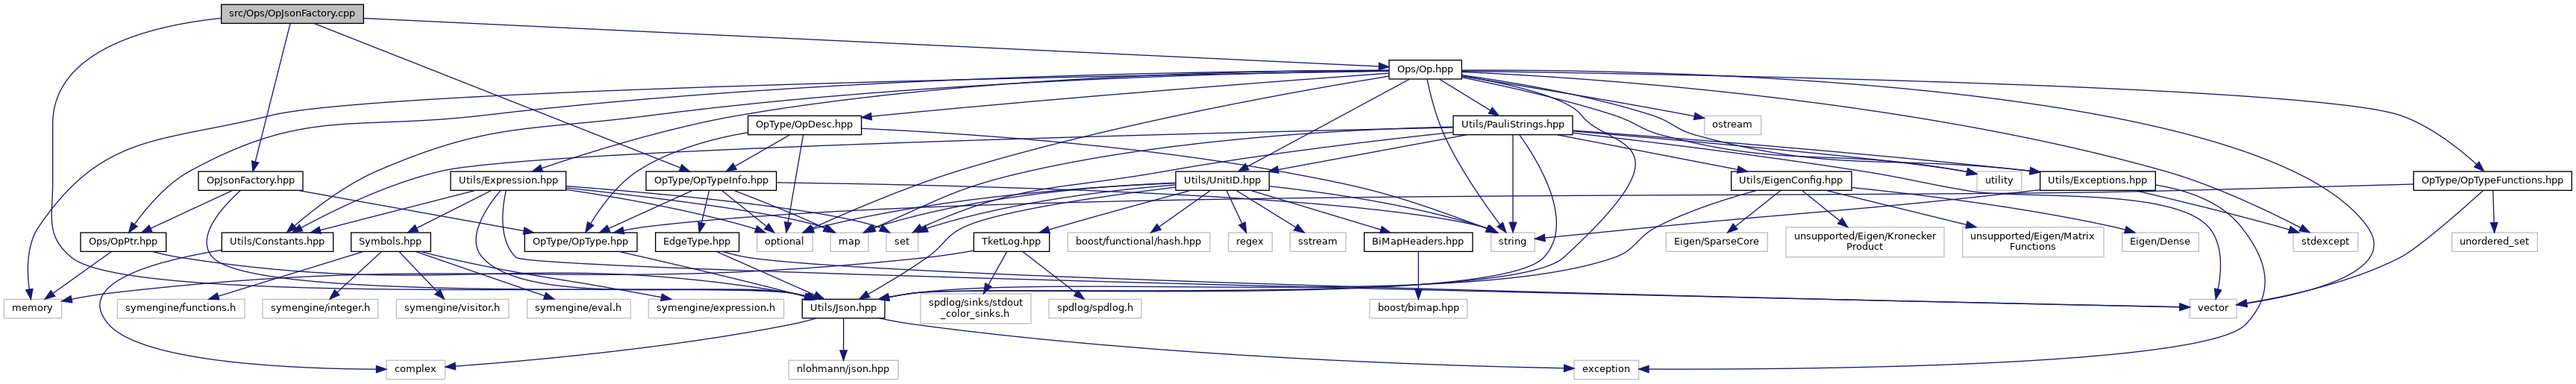 src/Ops/OpJsonFactory.cpp
Ops/Op.hpp
OpType/OpDesc.hpp
Utils/PauliStrings.hpp
ostream
OpJsonFactory.hpp
Utils/Expression.hpp
OpType/OpTypeInfo.hpp
Utils/UnitID.hpp
Utils/EigenConfig.hpp
utility
Utils/Exceptions.hpp
OpType/OpTypeFunctions.hpp
Ops/OpPtr.hpp
Utils/Constants.hpp
Symbols.hpp
OpType/OpType.hpp
EdgeType.hpp
optional
map
set
TketLog.hpp
boost/functional/hash.hpp
regex
sstream
BiMapHeaders.hpp
string
Eigen/SparseCore
unsupported/Eigen/Kronecker
Product
unsupported/Eigen/Matrix
Functions
Eigen/Dense
stdexcept
unordered_set
memory
symengine/functions.h
symengine/integer.h
symengine/visitor.h
symengine/eval.h
symengine/expression.h
Utils/Json.hpp
spdlog/sinks/stdout
_color_sinks.h
spdlog/spdlog.h
boost/bimap.hpp
vector
complex
nlohmann/json.hpp
exception